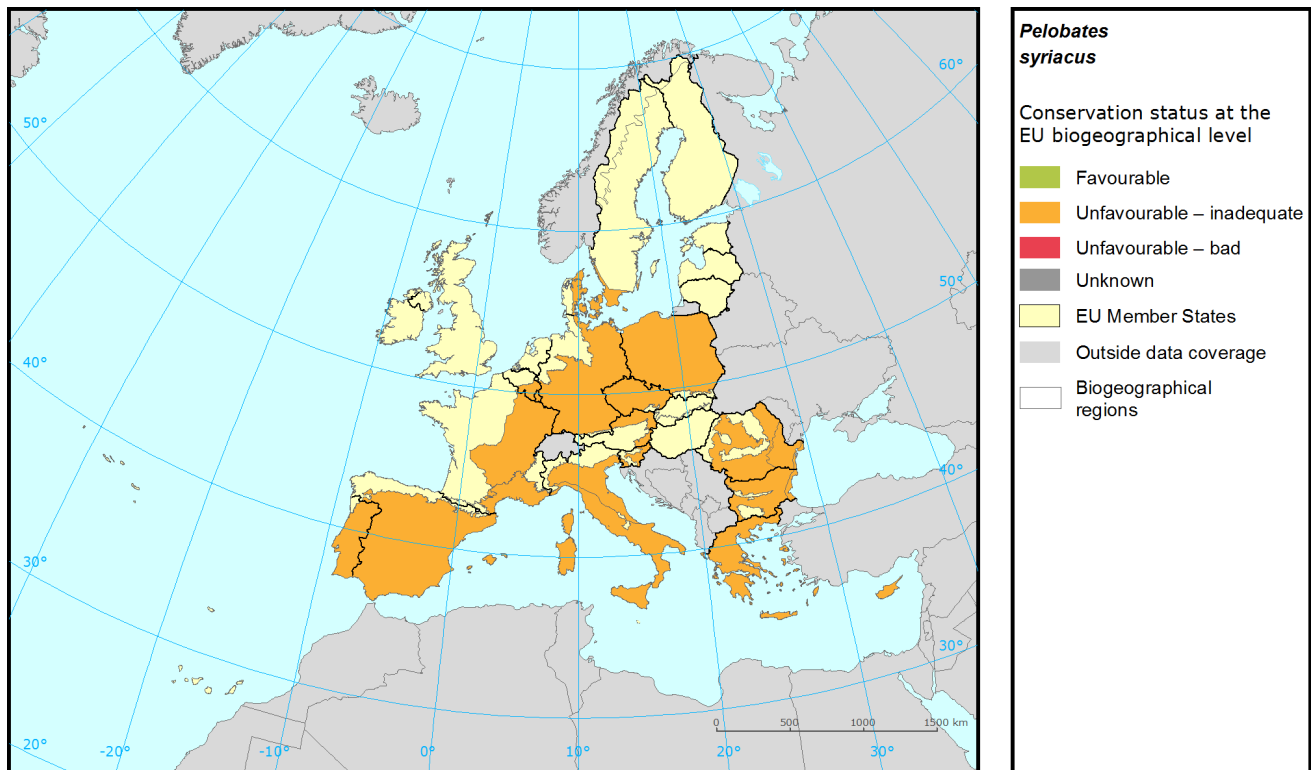 60°
50°
50°
40°
40°
30°
30°
20°
-20°
-10°
0°
10°
20°
30°
0
500
1000
1500 km
Pelobates
syriacus
Conservation status at the
EU biogeographical level
Favourable
Unfavourable – inadequate
Unfavourable – bad
Unknown
EU Member States
Outside data coverage
Biogeographical
regions